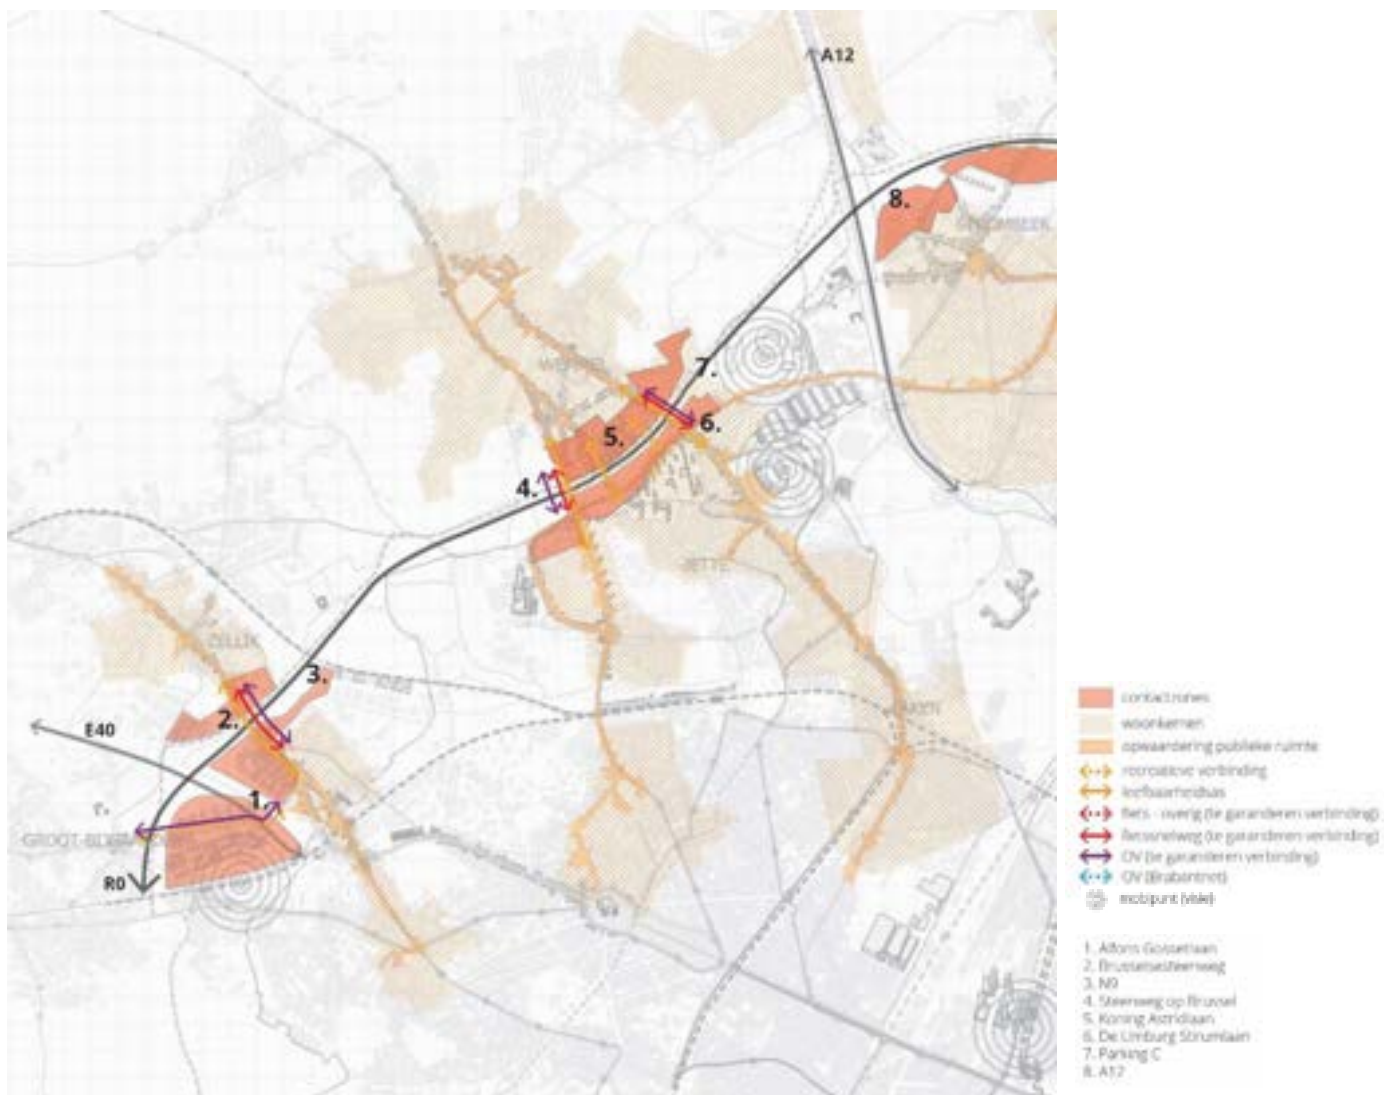 A12
8.
7.
6.
5.
4.
JETTE
ZELLIK
3.
2.
E40
1.
R0
contactzones
woonkernen
opwaardering publieke ruimte
recreatieve verbinding
leefbaarheidsas
fiets - overig (te garanderen verbinding)
fietssnelweg (te garanderen verbinding)
OV (te garanderen verbinding)
OV (Brabantnet)
mobipunt (visie)
1. Alfons Gossetlaan
2. Brusselsesteenweg
3. N9
4. Steenweg op Brussel
5. Koning Astridlaan
6. De Limburg Stirumlaan
7. Parking C
8. A12